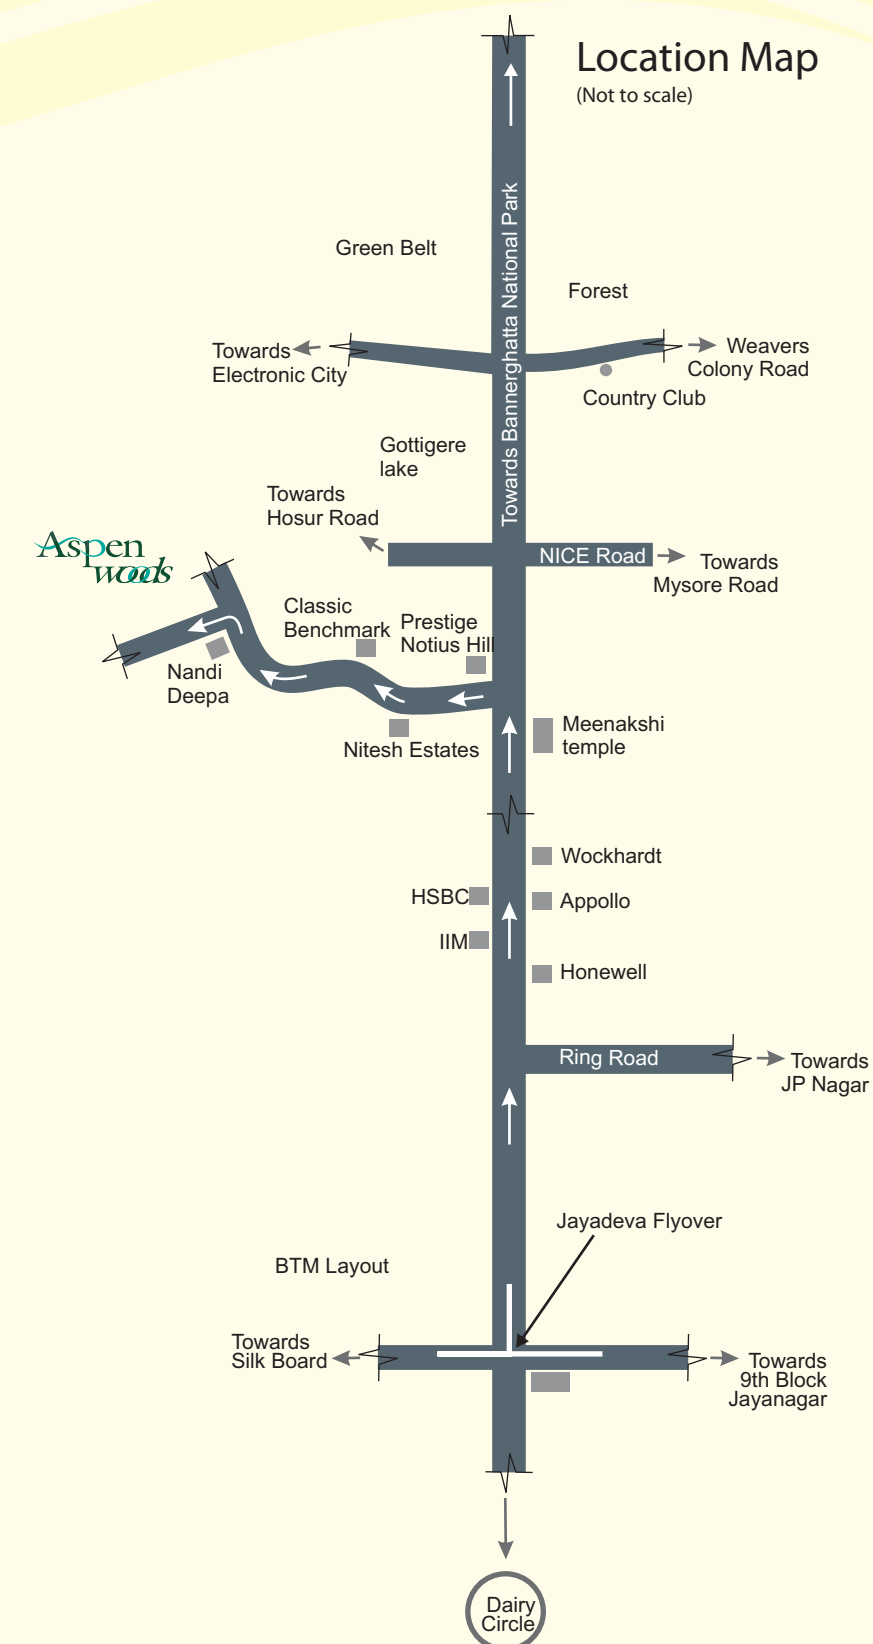 Location Map
(Not to scale)
Towards Bannerghatta National Park
Green Belt
Forest
Towards
Electronic City
Weavers
Colony Road
Country Club
Gottigere
lake
Towards
Hosur Road
NICE Road
Towards
Mysore Road
Aspen
woods
Classic
Benchmark
Prestige
Notius Hill
Nandi
Deepa
Nitesh Estates
Meenakshi
temple
Wockhardt
HSBC
Appollo
IIM
Honewell
Ring Road
Towards
JP Nagar
Jayadeva Flyover
BTM Layout
Towards
Silk Board
Towards
9th Block
Jayanagar
Dairy
Circle